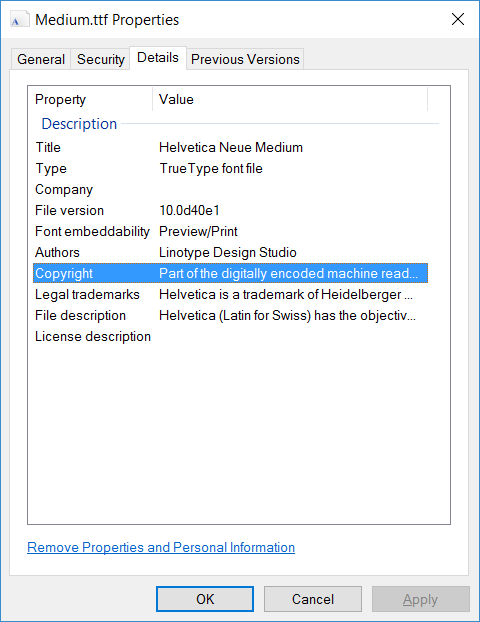 Medium.ttf Properties
General Security Details Previous Versions
Property Value
Description
Title Helvetica Neue Medium
Type TrueType font file
Company
File version 10.0d40e1
Font embeddability Preview/Print
Authors Linotype Design Studio
Copyright Part of the digitally encoded machine read...
Legal trademarks Helvetica is a trademark of Heidelberger ...
File description Helvetica (Latin for Swiss) has the objectiv...
License description
Remove Properties and Personal Information
OK Cancel Apply